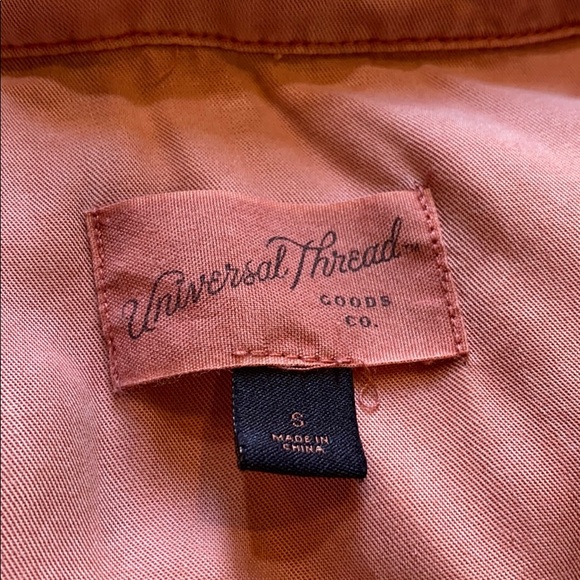 Universal Thread™
GOODS
CO.
S
MADE IN
CHINA